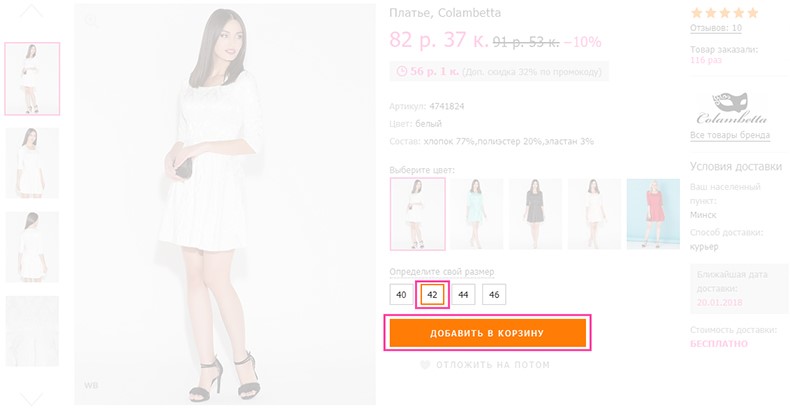 Платье, Colambetta
82 р. 37 к. 91 р. 53 к. −10%
56 р. 1 к. (Доп. скидка 32% по промокоду)
Артикул: 4741824
Цвет: белый
Состав: хлопок 77%,полиэстер 20%,эластан 3%
Выберите цвет:
Определите свой размер
40 42 44 46
ДОБАВИТЬ В КОРЗИНУ
ОТЛОЖИТЬ НА ПОТОМ
WB
Отзывов: 10
Товар заказали:
116 раз
Colambetta
Все товары бренда
Условия доставки
Ваш населенный
пункт:
Минск
Способ доставки:
курьер
Ближайшая дата
доставки:
20.01.2018
Стоимость доставки:
БЕСПЛАТНО